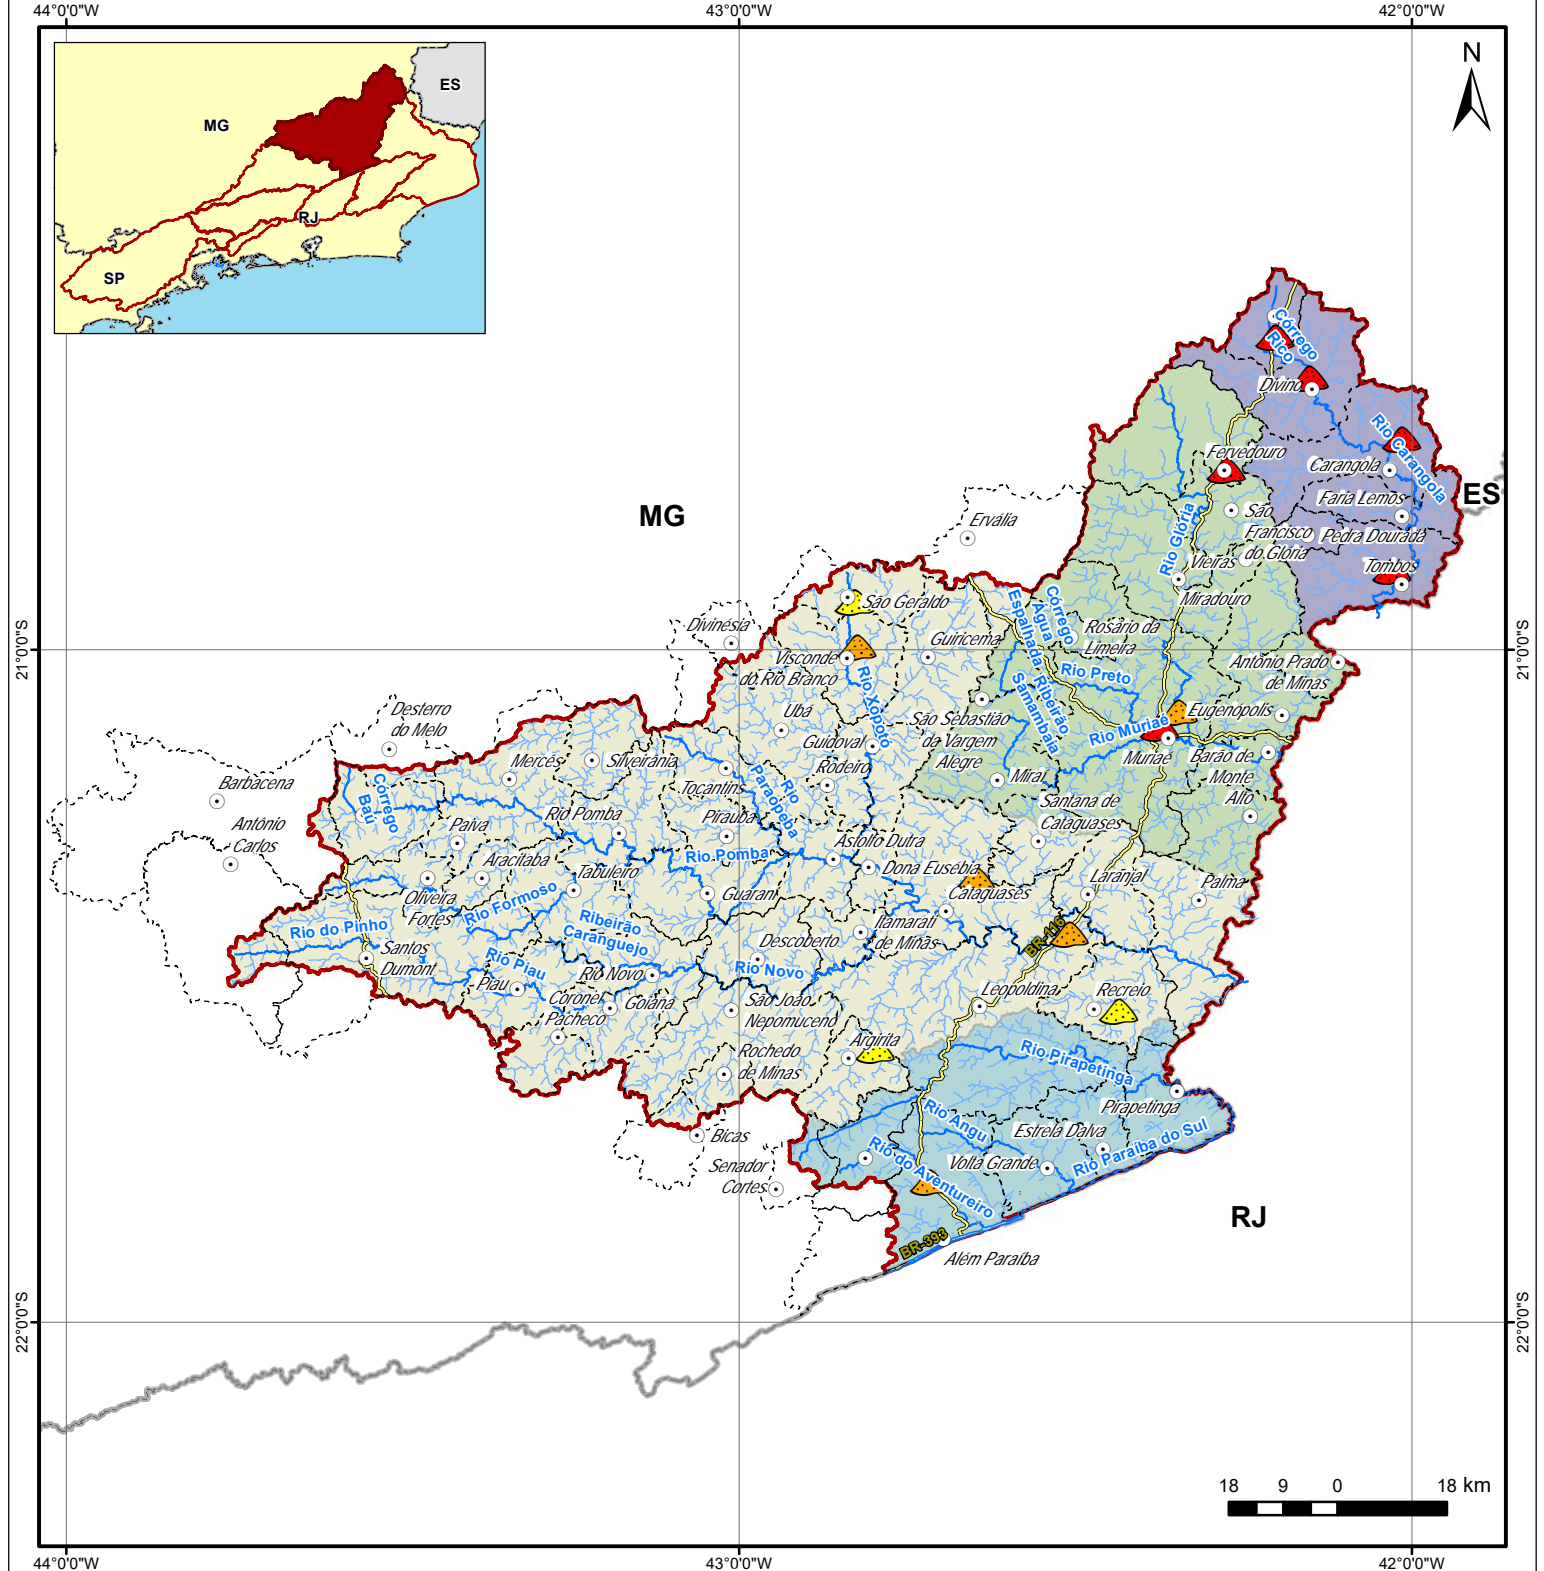 44°0'0"W
43°0'0"W
42°0'0"W
MG
ES
RJ
SP
N
Córrego
Rico
Divino
Rio Carangola
Fervedouro
Carangola
ES
Faria Lemos
MG
Ervália
São
Francisco
do Glória
Pedra Dourada
Rio Glória
Vieiras
Tombos
Miradouro
São Geraldo
Córrego
Água
Espalhada
Divinésia
Guiricema
Rosário da
Limeira
21°0'0"S
21°0'0"S
Visconde
do Rio Branco
Rio Preto
Antônio Prado
de Minas
Rio Xopotó
Ribeirão
Samambaia
Desterro
do Melo
Ubá
São Sebastião
da Vargem
Alegre
Eugenópolis
Rio Muriaé
Guidoval
Muriaé
Barão de
Monte
Alto
Mercês
Silveirânia
Rodeiro
Miraí
Barbacena
Córrego
Baú
Tocantins
Rio
Paraopeba
Santana de
Cataguases
Antônio
Carlos
Paiva
Rio Pomba
Piraúba
Astolfo Dutra
Aracitaba
Rio Pomba
Dona Eusébia
Laranjal
Tabuleiro
Palma
Oliveira
Fortes
Rio Formoso
Guarani
Cataguases
Rio do Pinho
Ribeirão
Caranguejo
Itamarati
de Minas
BR-116
Santos
Dumont
Descoberto
Rio Piau
Rio Novo
Rio Novo
Piau
Coronel
Pacheco
Goianá
São João
Nepomuceno
Leopoldina
Recreio
Argirita
Rochedo
de Minas
Rio Pirapetinga
Pirapetinga
Rio Angu
Bicas
Estrela Dalva
Senador
Cortes
Rio do Aventureiro
Volta Grande
Rio Paraíba do Sul
RJ
BR-393
Além Paraíba
22°0'0"S
22°0'0"S
18 9 0 18 km
44°0'0"W
43°0'0"W
42°0'0"W